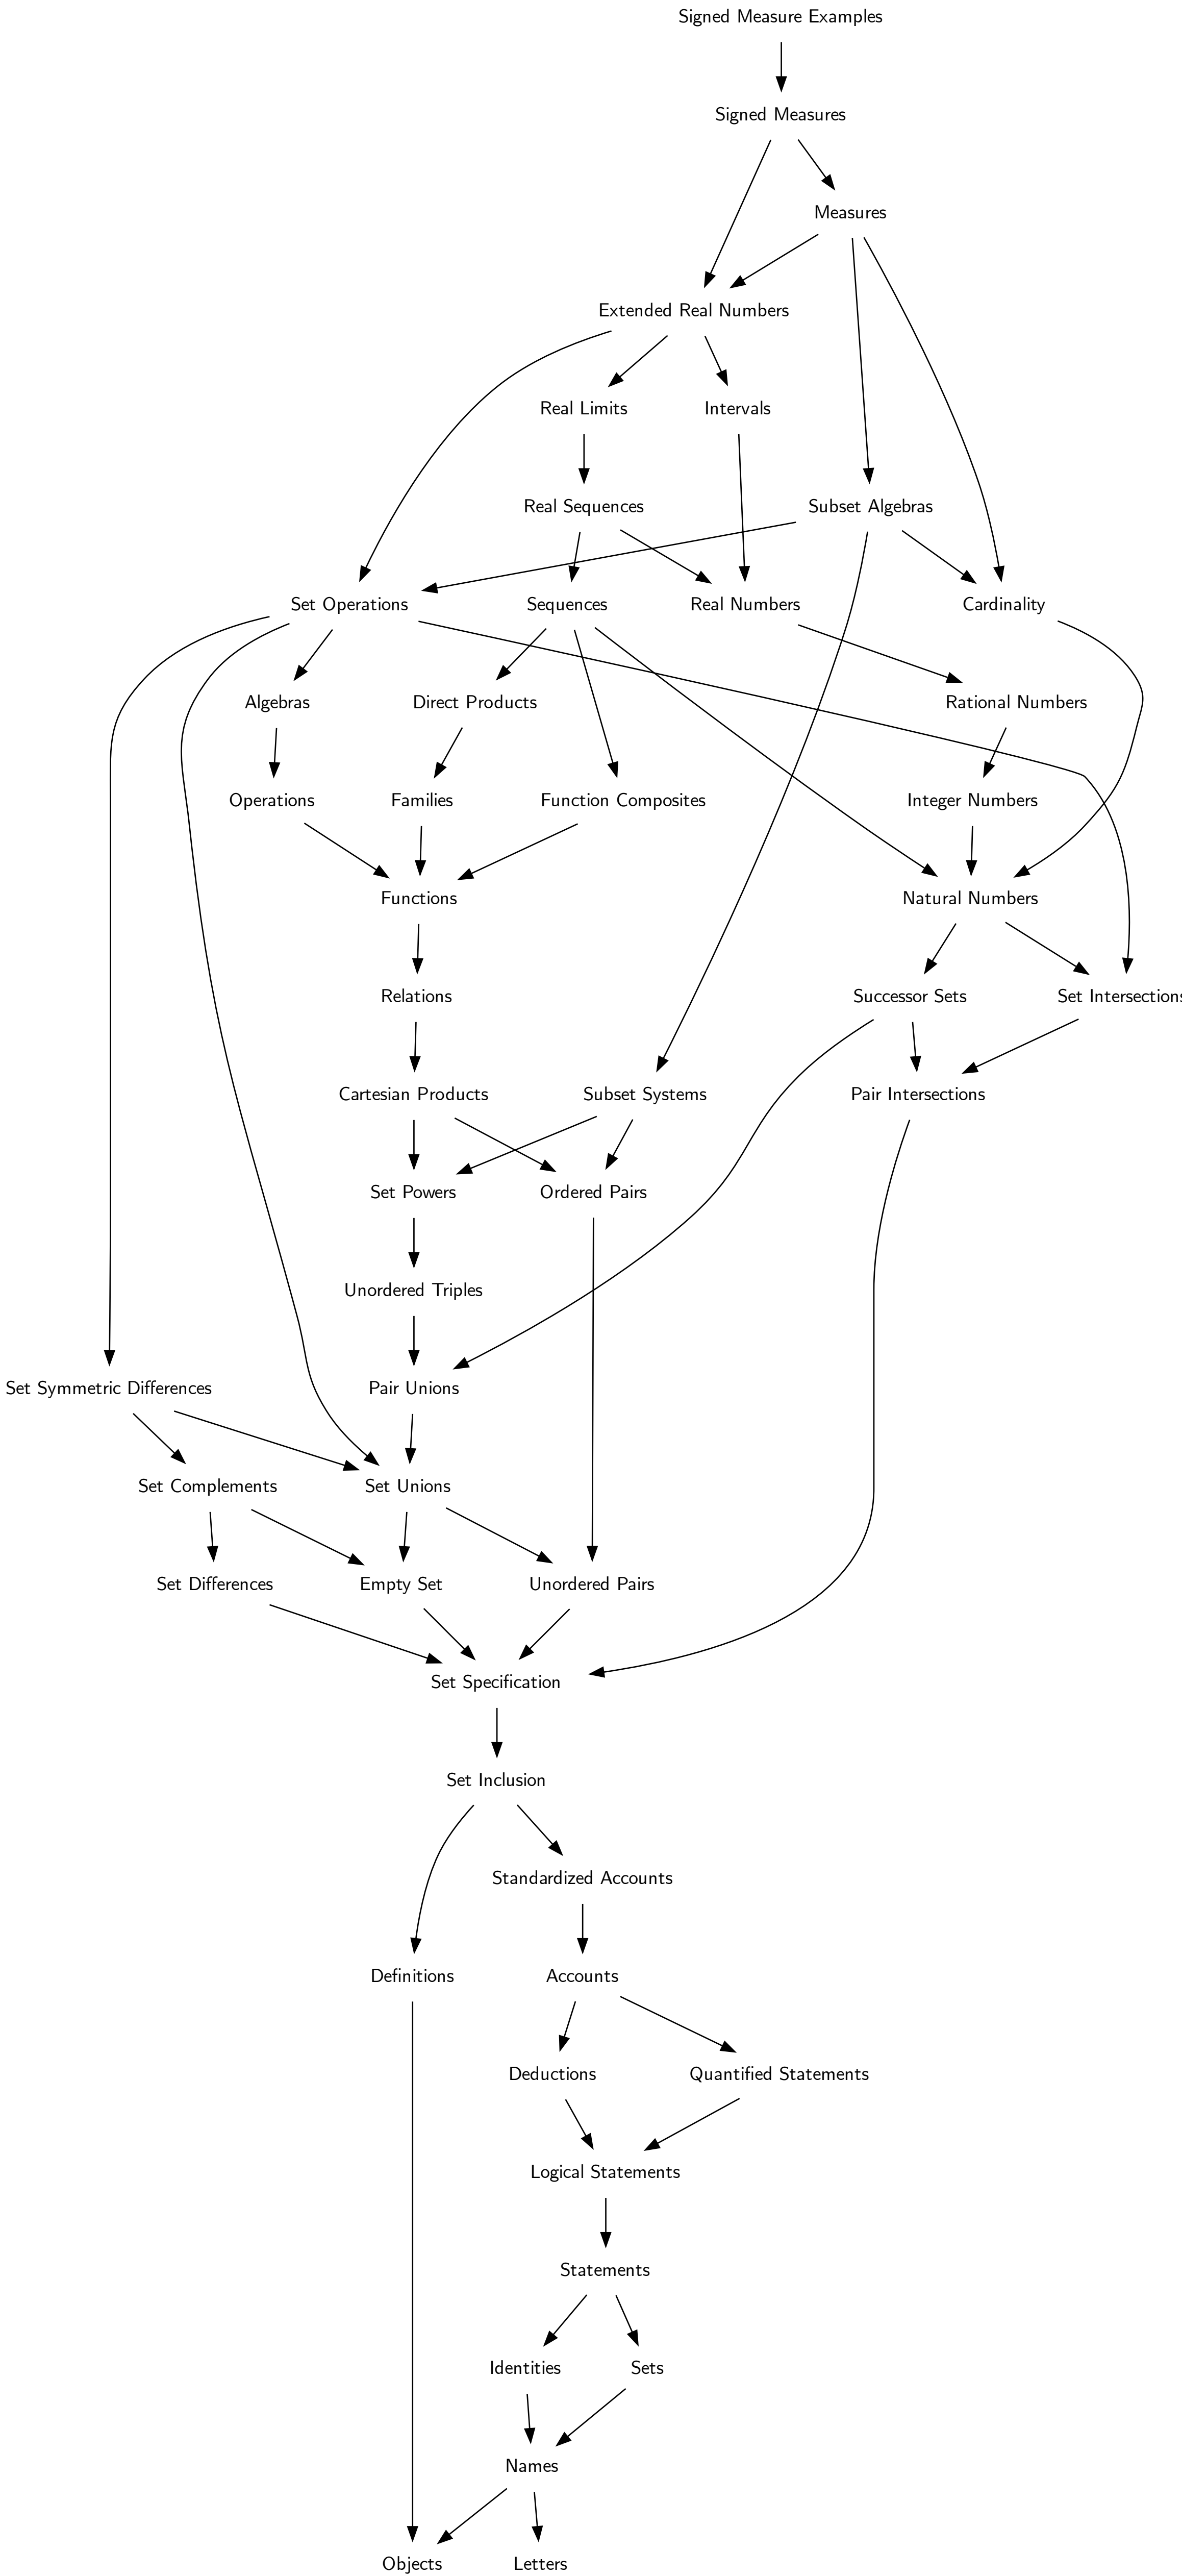 Signed Measure Examples
Signed Measures
Measures
Extended Real Numbers
Real Limits
Intervals
Real Sequences
Subset Algebras
Set Operations
Sequences
Real Numbers
Cardinality
Algebras
Direct Products
Rational Numbers
Operations
Families
Function Composites
Integer Numbers
Functions
Natural Numbers
Relations
Successor Sets
Set Intersections
Cartesian Products
Subset Systems
Pair Intersections
Set Powers
Ordered Pairs
Unordered Triples
Set Symmetric Differences
Pair Unions
Set Complements
Set Unions
Set Differences
Empty Set
Unordered Pairs
Set Specification
Set Inclusion
Standardized Accounts
Definitions
Accounts
Deductions
Quantified Statements
Logical Statements
Statements
Identities
Sets
Names
Objects
Letters